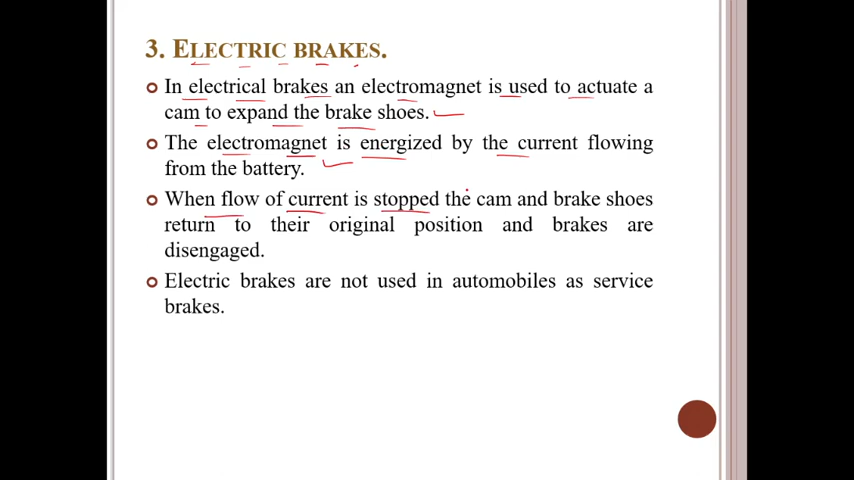 3. ELECTRIC BRAKES.
In electrical brakes an electromagnet is used to actuate a
cam to expand the brake shoes.
The electromagnet is energized by the current flowing
from the battery.
When flow of current is stopped the cam and brake shoes
return to their original position and brakes are
disengaged.
Electric brakes are not used in automobiles as service
brakes.